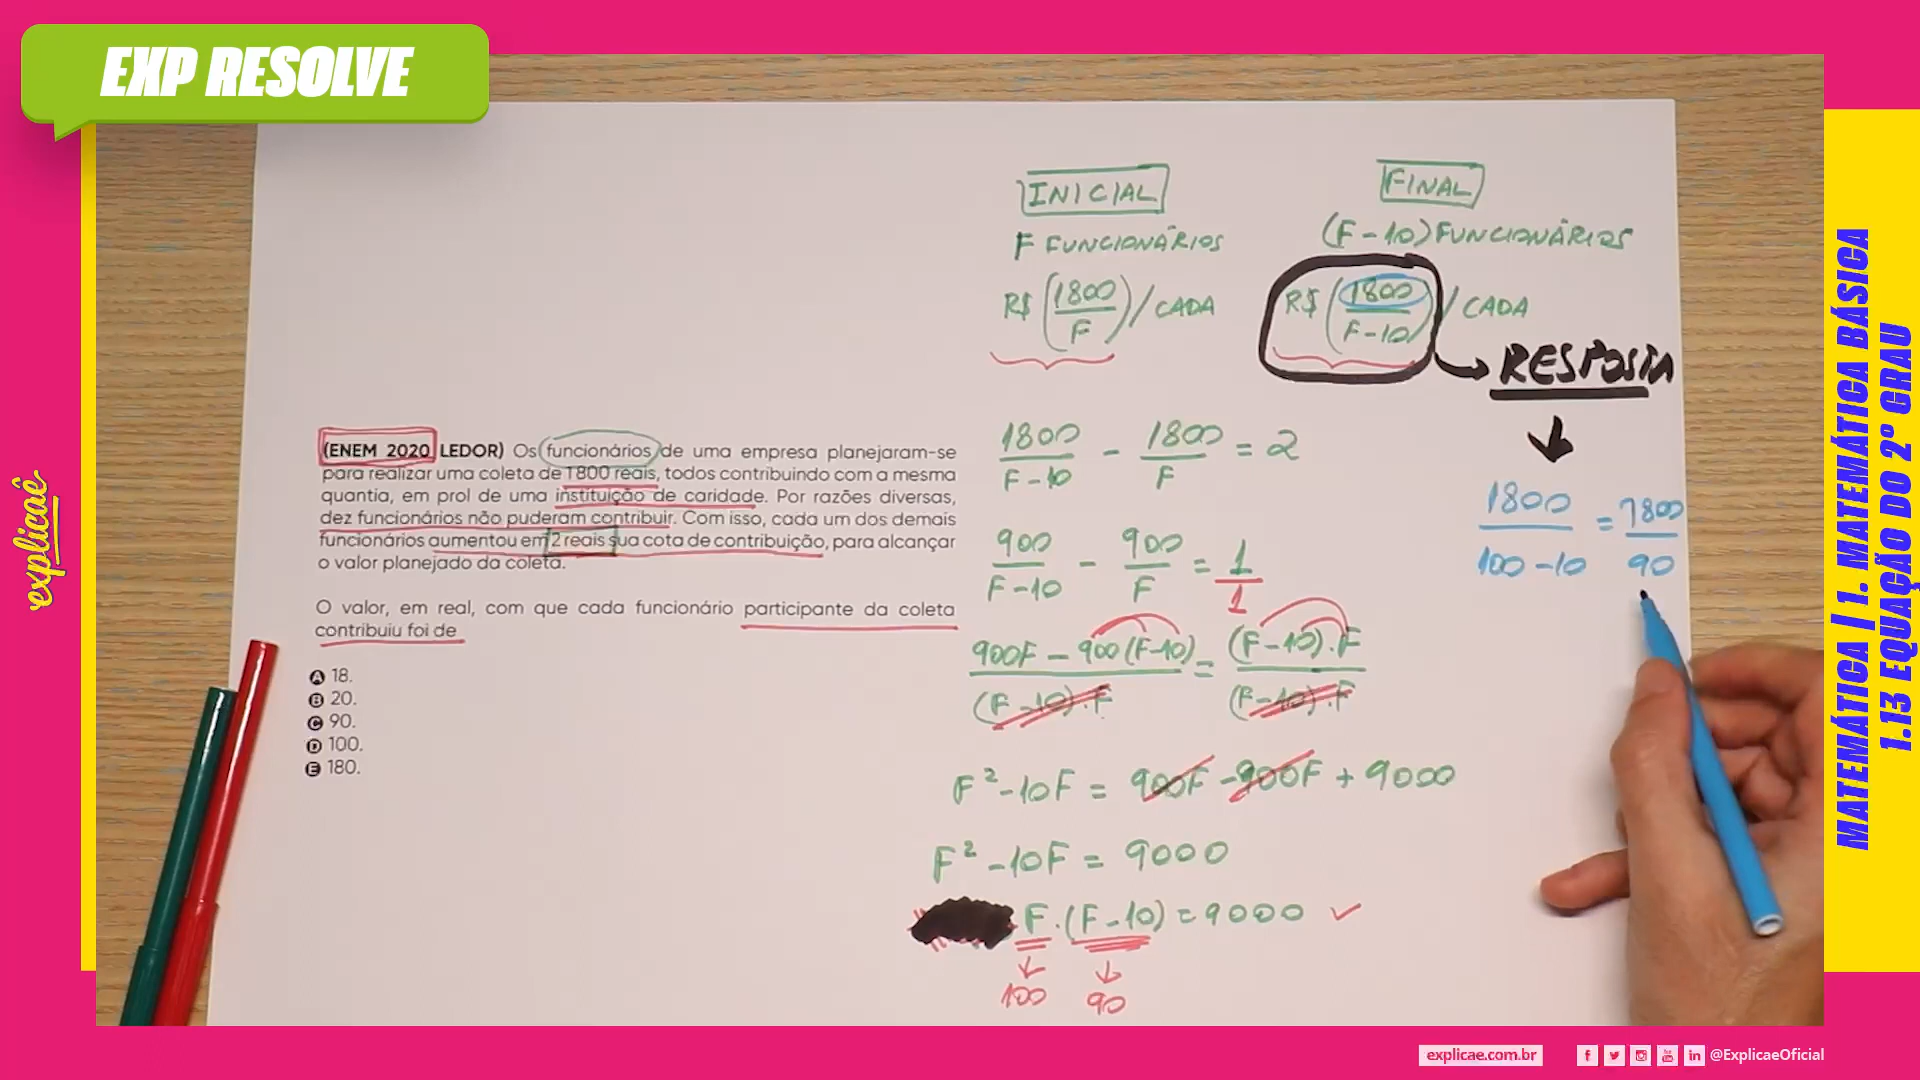 EXP RESOLVE
explicaê
(ENEM 2020 LEDOR) Os funcionários de uma empresa planejaram-se
para realizar uma coleta de 1800 reais, todos contribuindo com a mesma
quantia, em prol de uma instituição de caridade. Por razões diversas,
dez funcionários não puderam contribuir. Com isso, cada um dos demais
funcionários aumentou em 2 reais sua cota de contribuição, para alcançar
o valor planejado da coleta.
O valor, em real, com que cada funcionário participante da coleta
contribuiu foi de
A 18.
B 20.
C 90.
D 100.
E 180.
INICIAL
F FUNCIONÁRIOS
R$ (1800/F) / CADA
FINAL
(F-10) FUNCIONÁRIOS
R$ (1800/F-10) / CADA
RESPOSTA
1800/F-10 - 1800/F = 2
900/F-10 - 900/F = 1/1
900F - 900(F-10)/(F-10).F = (F-10).F/(F-10).F
F² - 10F = 900F - 900F + 9000
F² - 10F = 9000
F.(F-10) = 9000
100 90
1800/100-10 = 1800/90
MATEMÁTICA | 1. MATEMÁTICA BÁSICA
1.13 EQUAÇÃO DO 2º GRAU
explicae.com.br
@ExplicaeOficial